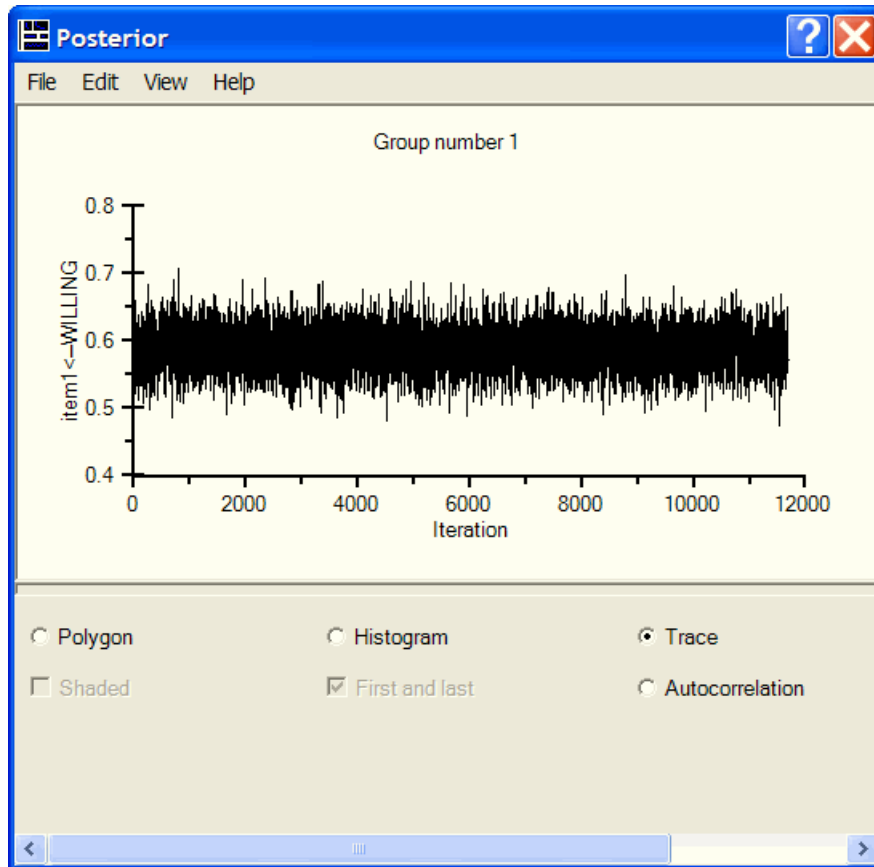 Posterior
File Edit View Help
Group number 1
0.8
0.7
0.6
0.5
0.4
item1<--WILLING
0 2000 4000 6000 8000 10000 12000
Iteration
Polygon Histogram Trace
Shaded First and last Autocorrelation